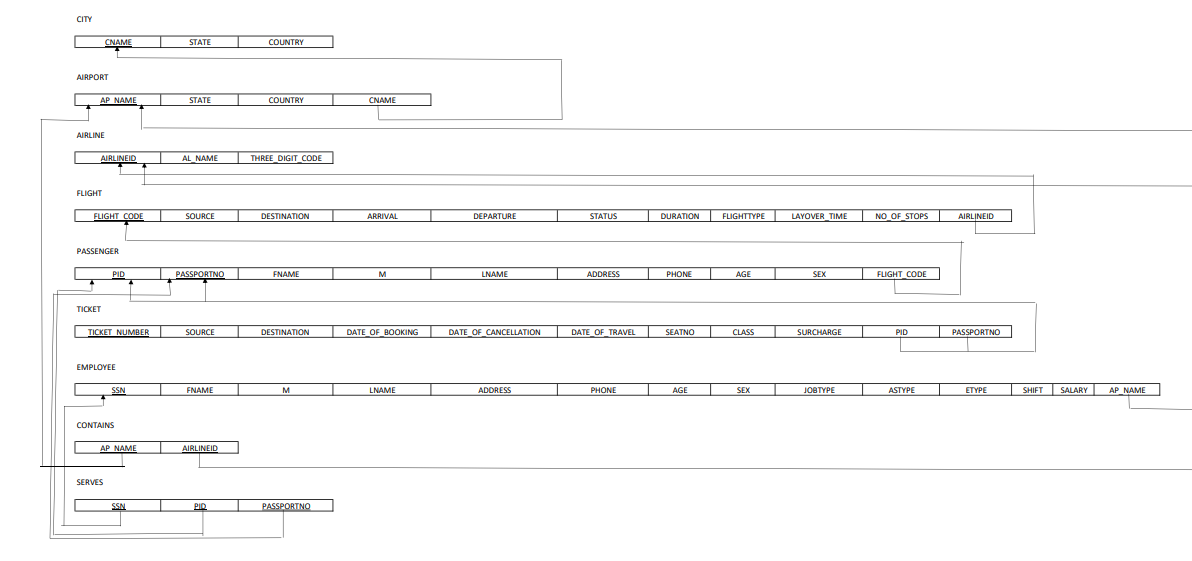 CITY
CNAME STATE COUNTRY
AIRPORT
AP_NAME STATE COUNTRY CNAME
AIRLINE
AIRLINEID AL_NAME THREE_DIGIT_CODE
FLIGHT
FLIGHT_CODE SOURCE DESTINATION ARRIVAL DEPARTURE STATUS DURATION FLIGHTTYPE LAYOVER_TIME NO_OF_STOPS AIRLINEID
PASSENGER
PID PASSPORTNO FNAME M LNAME ADDRESS PHONE AGE SEX FLIGHT_CODE
TICKET
TICKET_NUMBER SOURCE DESTINATION DATE_OF_BOOKING DATE_OF_CANCELLATION DATE_OF_TRAVEL SEATNO CLASS SURCHARGE PID PASSPORTNO
EMPLOYEE
SSN FNAME M LNAME ADDRESS PHONE AGE SEX JOBTYPE ASTYPE ETYPE SHIFT SALARY AP_NAME
CONTAINS
AP_NAME AIRLINEID
SERVES
SSN PID PASSPORTNO